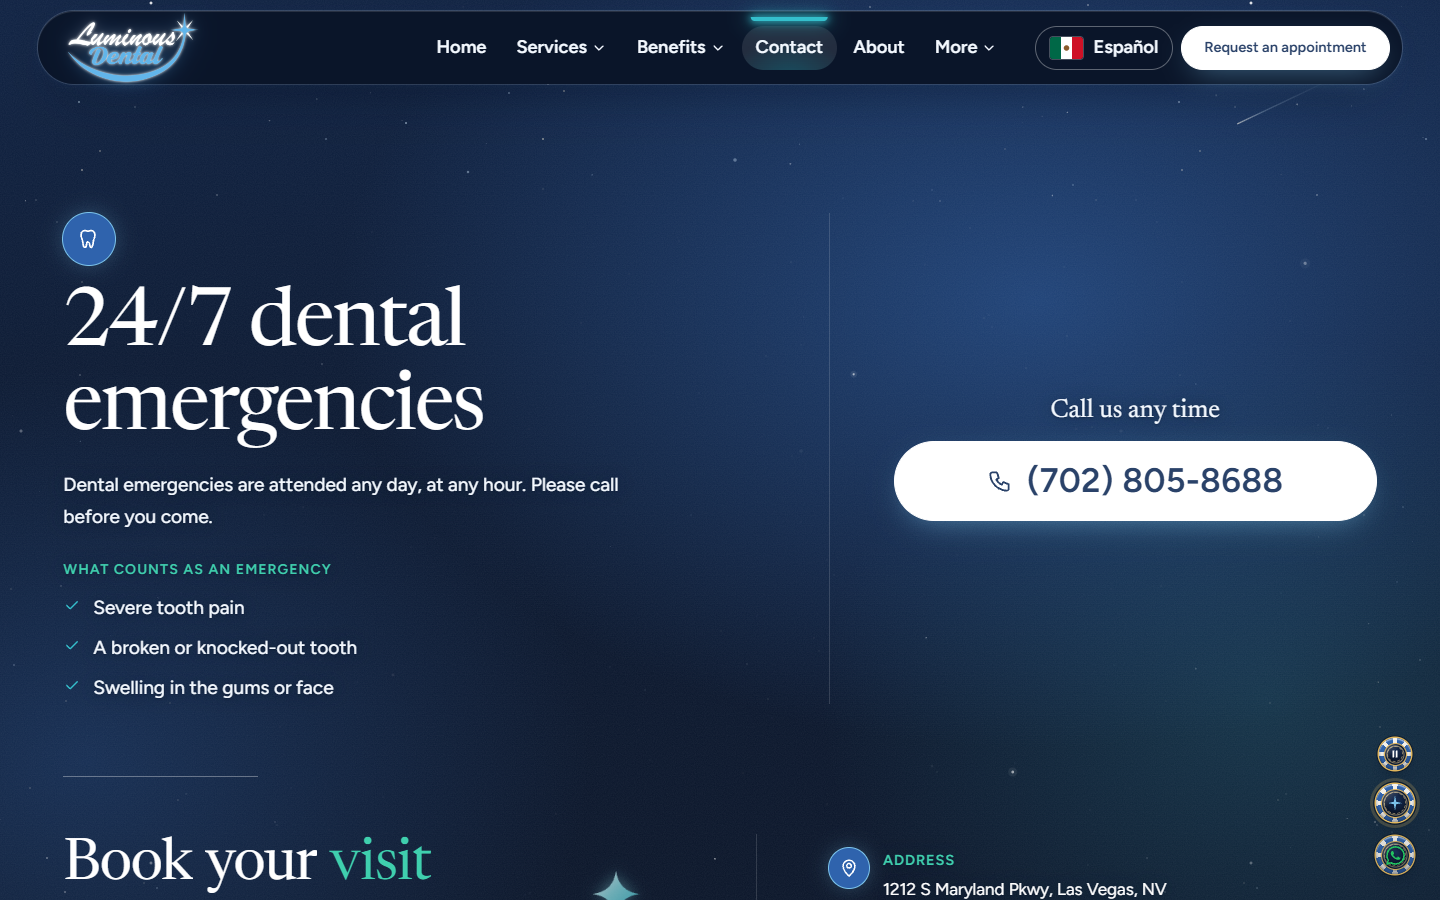 Luminous
Dental
Home
Services
Benefits
Contact
About
More
Español
Request an appointment
24/7 dental
emergencies
Dental emergencies are attended any day, at any hour. Please call
before you come.
WHAT COUNTS AS AN EMERGENCY
Severe tooth pain
A broken or knocked-out tooth
Swelling in the gums or face
Call us any time
(702) 805-8688
Book your visit
ADDRESS
1212 S Maryland Pkwy, Las Vegas, NV